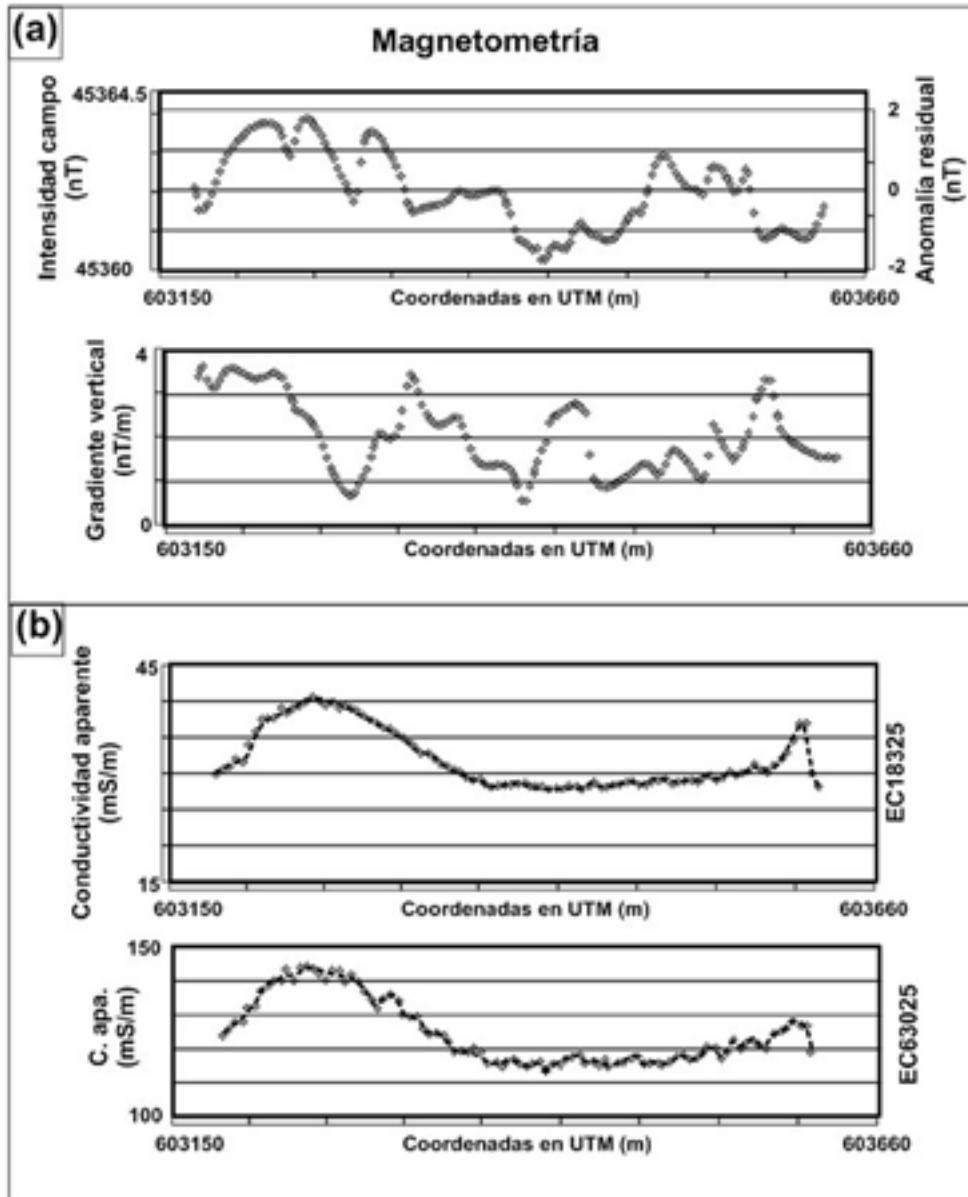 (a)
Magnetometría
Intensidad campo
(nT)
45364.5
45360
2
0
-2
Anomalía residual
(nT)
603150
Coordenadas en UTM (m)
603660
Gradiente vertical
(nT/m)
4
0
603150
Coordenadas en UTM (m)
603660
(b)
Conductividad aparente
(mS/m)
45
15
EC18325
603150
Coordenadas en UTM (m)
603660
C. apa.
(mS/m)
150
100
EC63025
603150
Coordenadas en UTM (m)
603660